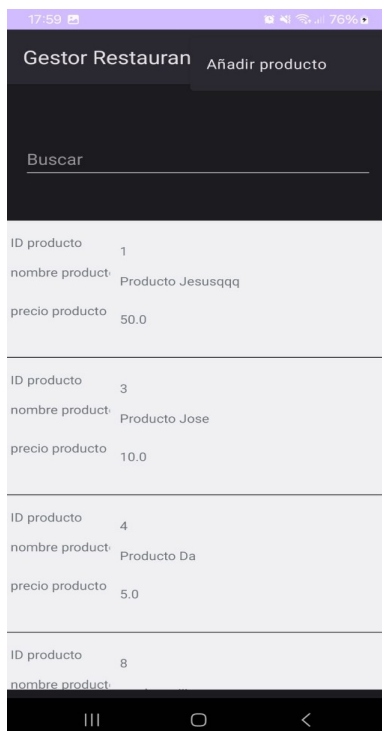 17:59 76%
Gestor Restauran
Añadir producto
Buscar
ID producto 1
nombre product
Producto Jesusqqq
precio producto 50.0
ID producto 3
nombre product
Producto Jose
precio producto 10.0
ID producto 4
nombre product
Producto Da
precio producto 5.0
ID producto 8
nombre product